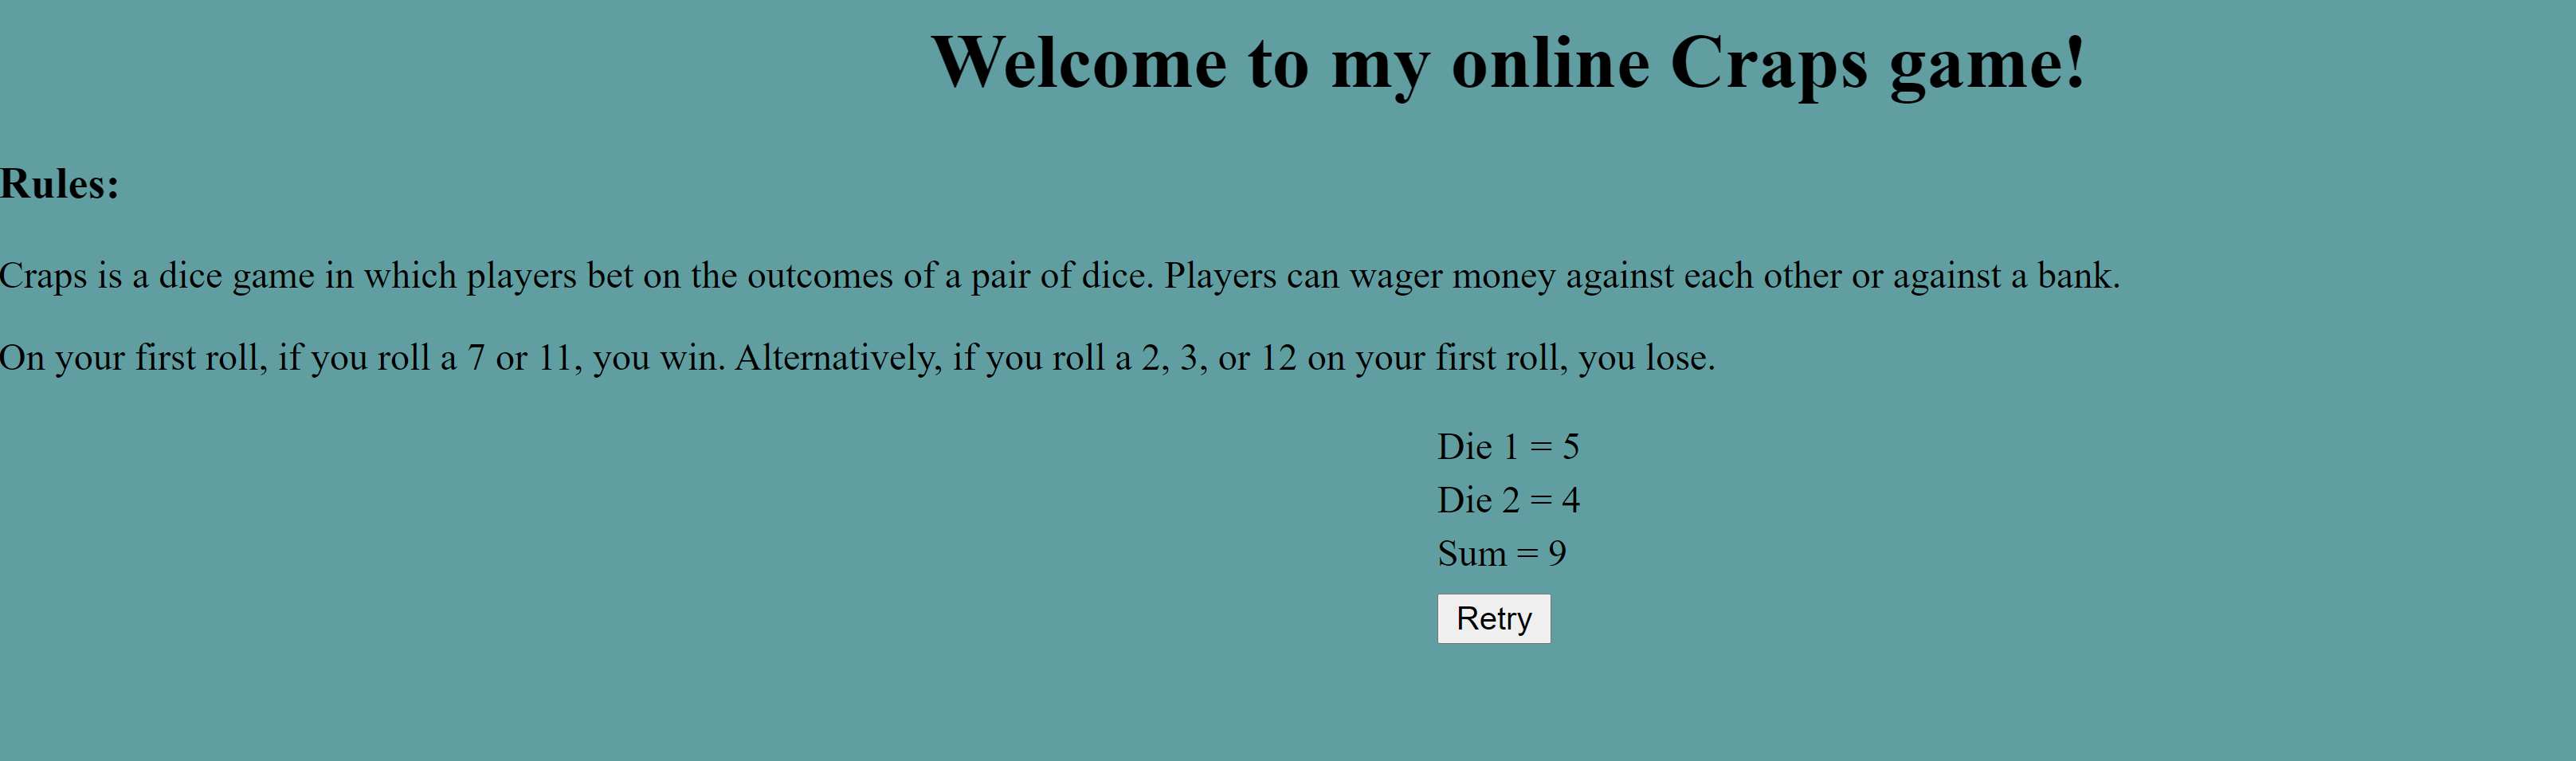 Welcome to my online Craps game!
Rules:
Craps is a dice game in which players bet on the outcomes of a pair of dice. Players can wager money against each other or against a bank.
On your first roll, if you roll a 7 or 11, you win. Alternatively, if you roll a 2, 3, or 12 on your first roll, you lose.
Die 1 = 5
Die 2 = 4
Sum = 9
Retry